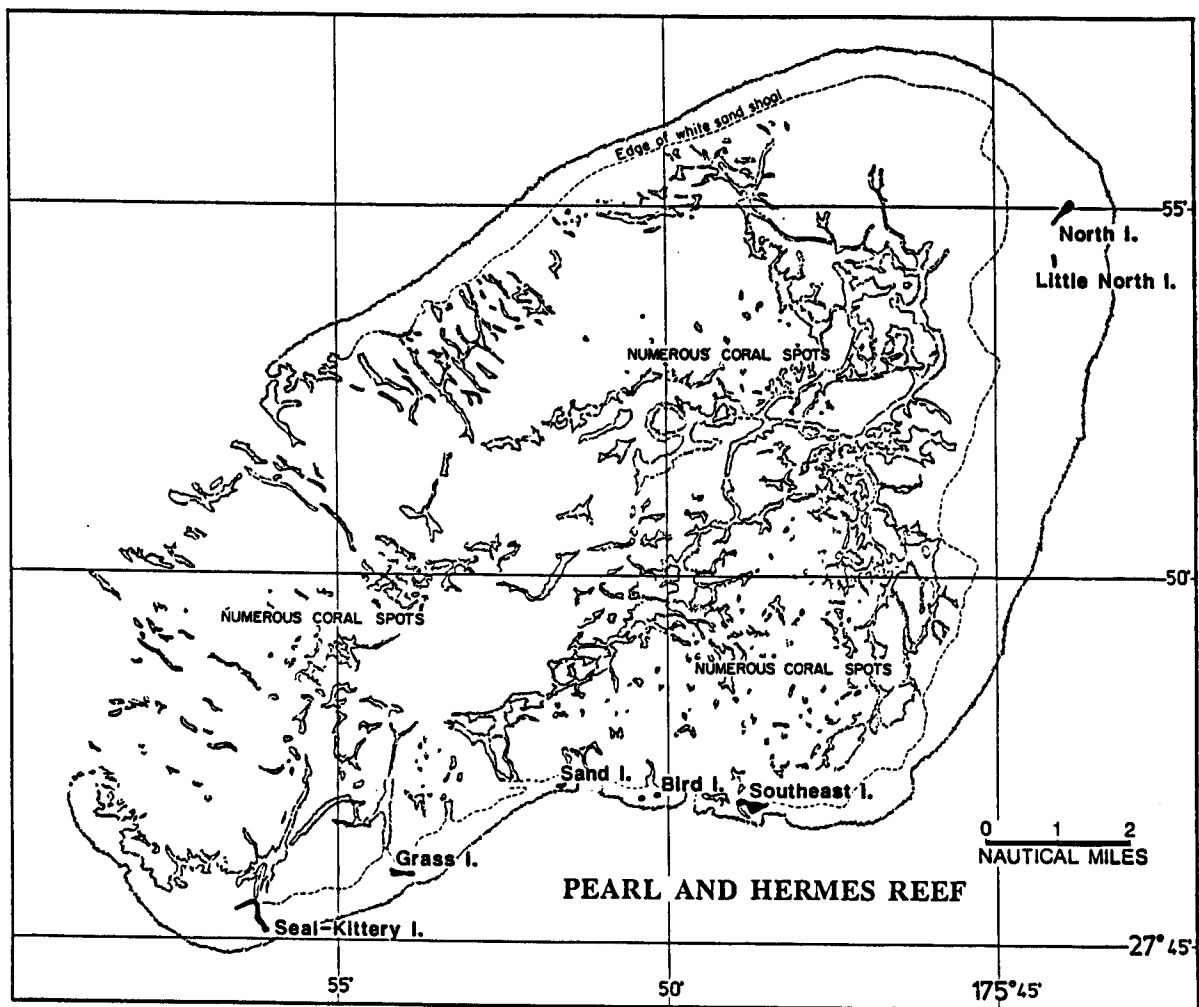 Edge of white sand shoal
55'
North I.
Little North I.
NUMEROUS CORAL SPOTS
50'
NUMEROUS CORAL SPOTS
NUMEROUS CORAL SPOTS
Sand I.
Bird I.
Southeast I.
0 1 2
NAUTICAL MILES
Grass I.
PEARL AND HERMES REEF
Seal-Kittery I.
27°45'
55'
50'
175°45'